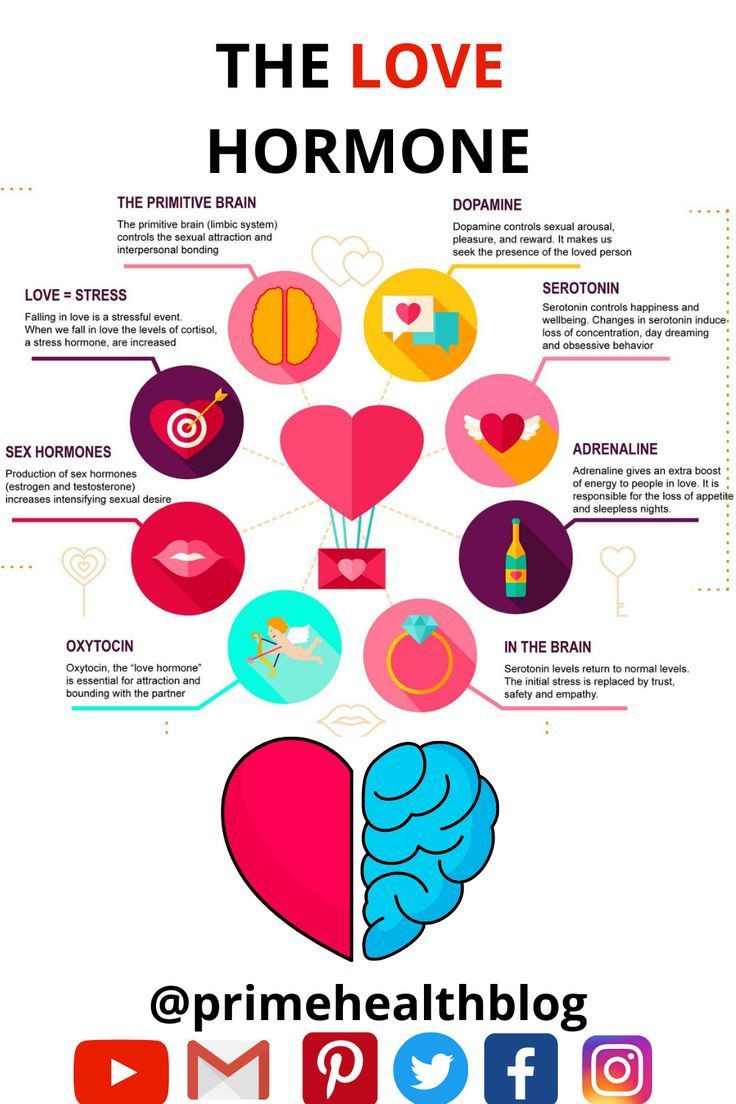 THE LOVE
HORMONE
THE PRIMITIVE BRAIN
The primitive brain (limbic system)
controls the sexual attraction and
interpersonal bonding
DOPAMINE
Dopamine controls sexual arousal,
pleasure, and reward. It makes us
seek the presence of the loved person
LOVE = STRESS
Falling in love is a stressful event.
When we fall in love the levels of cortisol,
a stress hormone, are increased
SEROTONIN
Serotonin controls happiness and
wellbeing. Changes in serotonin induce
loss of concentration, day dreaming
and obsessive behavior
SEX HORMONES
Production of sex hormones
(estrogen and testosterone)
increases intensifying sexual desire
ADRENALINE
Adrenaline gives an extra boost
of energy to people in love. It is
responsible for the loss of appetite
and sleepless nights.
OXYTOCIN
Oxytocin, the “love hormone”
is essential for attraction and
bounding with the partner
IN THE BRAIN
Serotonin levels return to normal levels.
The initial stress is replaced by trust,
safety and empathy.
@primehealthblog